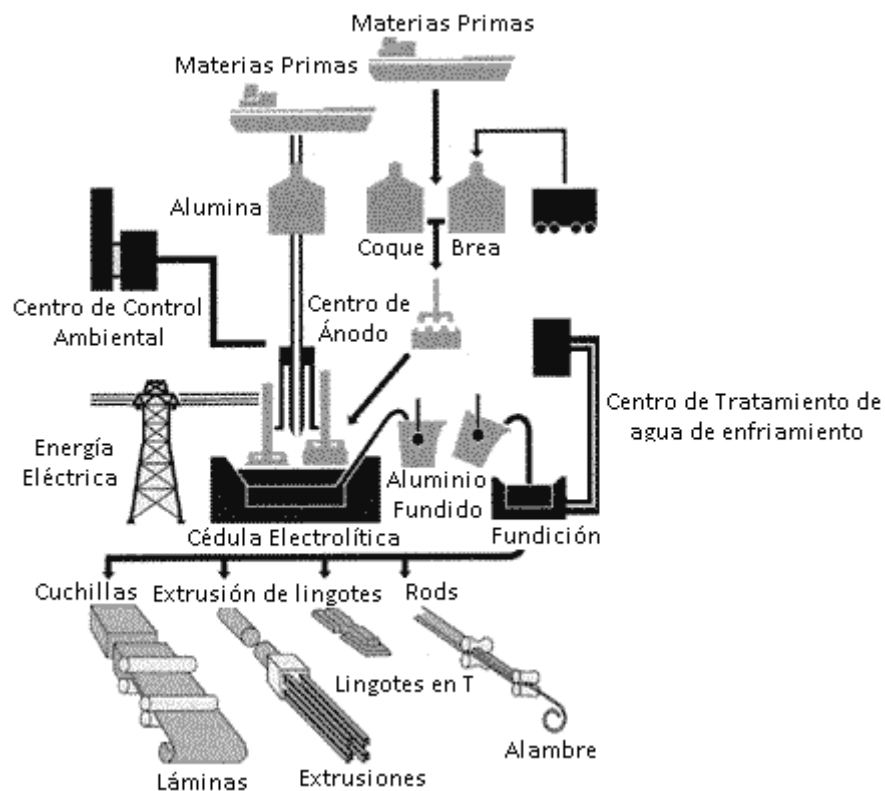 Materias Primas
Materias Primas
Alumina
Coque
Brea
Centro de Control
Ambiental
Centro de
Ánodo
Centro de Tratamiento de
agua de enfriamiento
Energía
Eléctrica
Aluminio
Fundido
Cédula Electrolítica
Fundición
Cuchillas
Extrusión de lingotes
Rods
Lingotes en T
Alambre
Láminas
Extrusiones